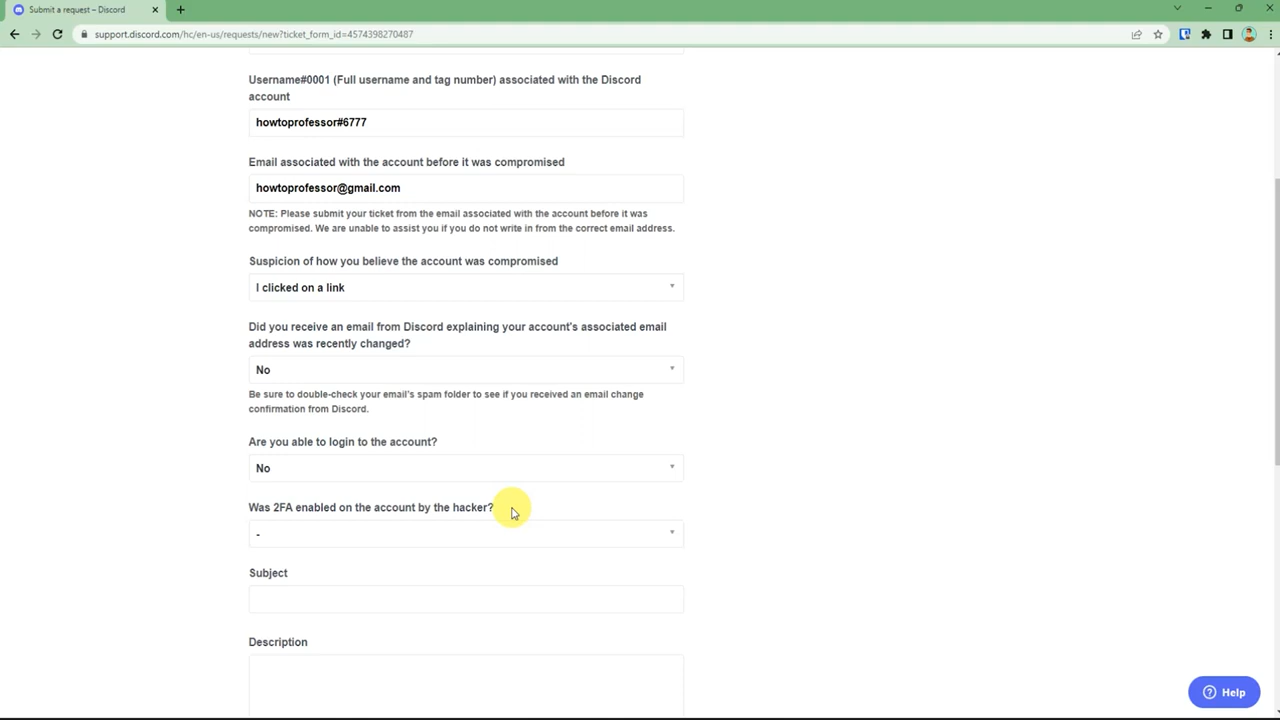 Submit a request – Discord
support.discord.com/hc/en-us/requests/new?ticket_form_id=4574398270487
Username#0001 (Full username and tag number) associated with the Discord
account
howtoprofessor#6777
Email associated with the account before it was compromised
howtoprofessor@gmail.com
NOTE: Please submit your ticket from the email associated with the account before it was
compromised. We are unable to assist you if you do not write in from the correct email address.
Suspicion of how you believe the account was compromised
I clicked on a link
Did you receive an email from Discord explaining your account's associated email
address was recently changed?
No
Be sure to double-check your email's spam folder to see if you received an email change
confirmation from Discord.
Are you able to login to the account?
No
Was 2FA enabled on the account by the hacker?
-
Subject
Description
Help